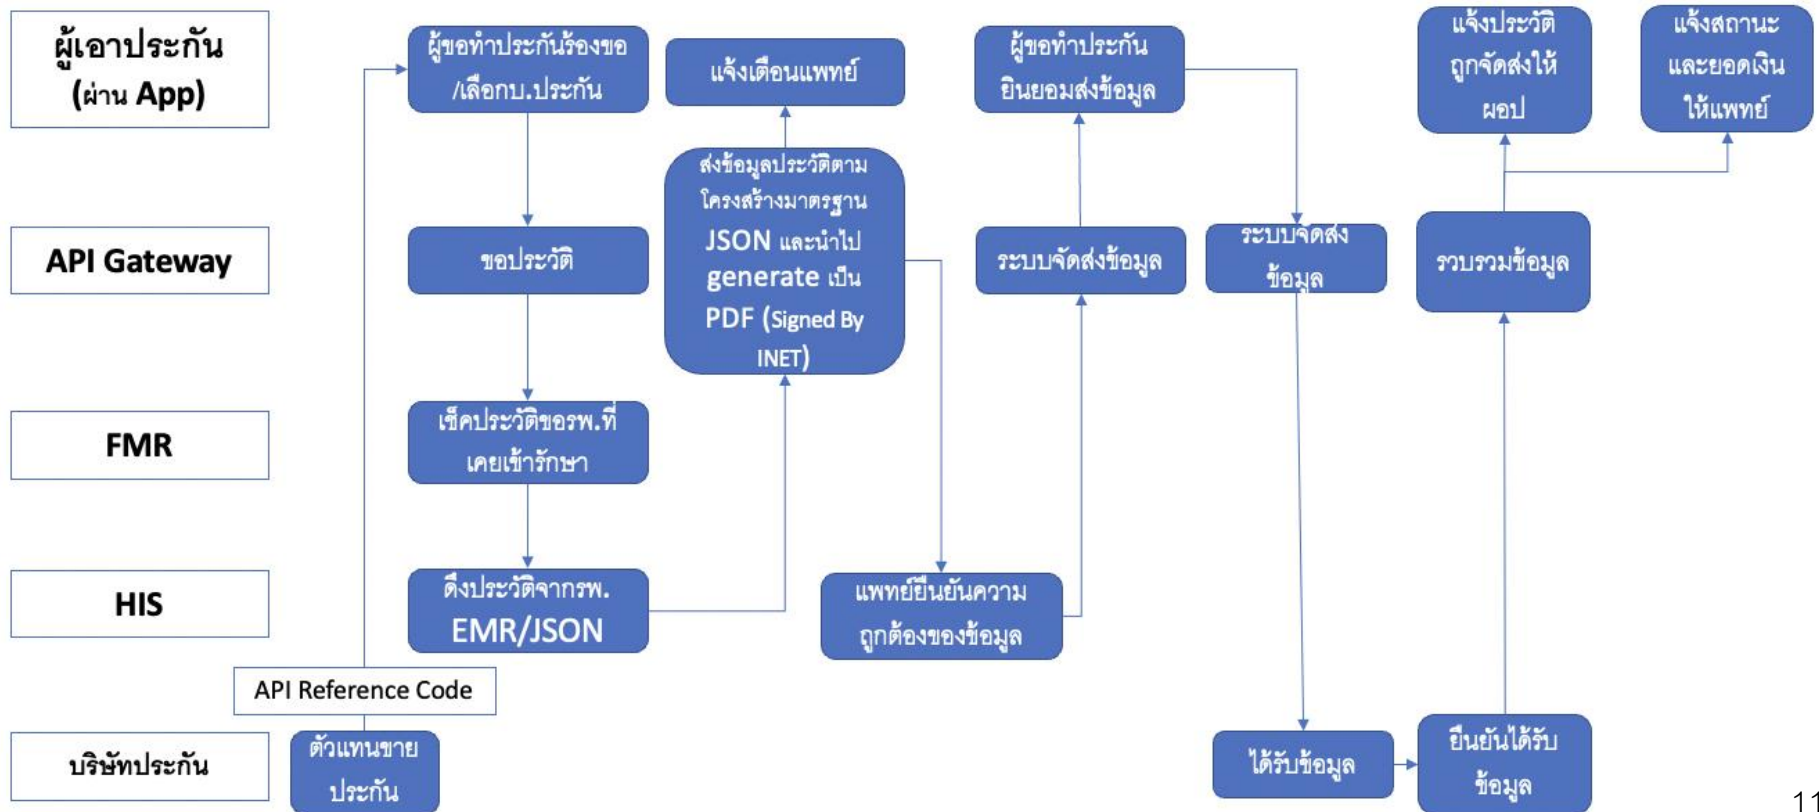 ผู้เอาประกัน
(ผ่าน App)
ผู้ขอทำประกันร้องขอ
/เลือกบ.ประกัน
แจ้งเตือนแพทย์
ผู้ขอทำประกัน
ยินยอมส่งข้อมูล
แจ้งประวัติ
ถูกจัดส่งให้
ผอป
แจ้งสถานะ
และยอดเงิน
ให้แพทย์
API Gateway
ขอประวัติ
ส่งข้อมูลประวัติตาม
โครงสร้างมาตรฐาน
JSON และนำไป
generate เป็น
PDF (Signed By
INET)
ระบบจัดส่งข้อมูล
ระบบจัดส่ง
ข้อมูล
รวบรวมข้อมูล
FMR
เช็คประวัติขอรพ.ที่
เคยเข้ารักษา
HIS
ดึงประวัติจากรพ.
EMR/JSON
แพทย์ยืนยันความ
ถูกต้องของข้อมูล
API Reference Code
บริษัทประกัน
ตัวแทนขาย
ประกัน
ได้รับข้อมูล
ยืนยันได้รับ
ข้อมูล
11